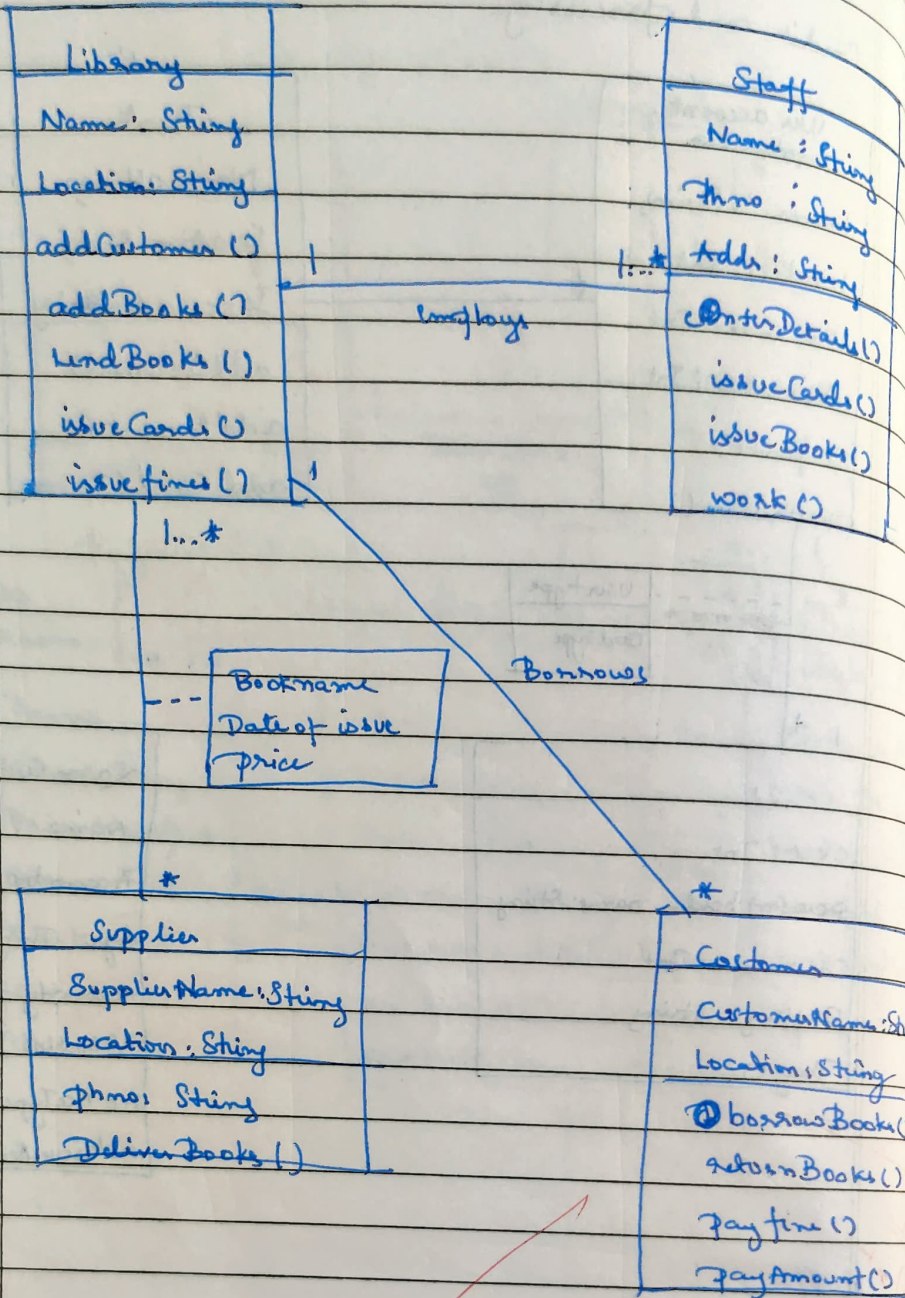 Library
Name: String
Location: String
addCustomer ()
addBooks ()
LendBooks ()
issueCards ()
issuefines ()
Staff
Name : String
Phno : String
Adds : String
enterDetails()
issueCards()
issueBooks()
work ()
1
1...*
employs
1
1...*
Borrows
Bookname
Date of issue
price
*
*
Supplier
SupplierName: String
Location: String
phno: String
DeliverBooks ()
Customer
CustomerName: St
Location: String
borrowBooks(
returnBooks()
payfine ()
payAmount()